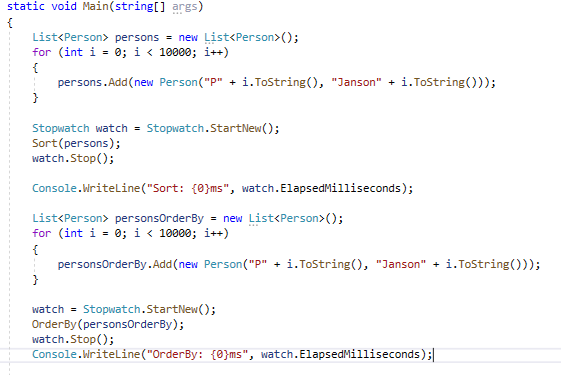 static void Main(string[] args)
{
List<Person> persons = new List<Person>();
for (int i = 0; i < 10000; i++)
{
persons.Add(new Person("P" + i.ToString(), "Janson" + i.ToString()));
}
Stopwatch watch = Stopwatch.StartNew();
Sort(persons);
watch.Stop();
Console.WriteLine("Sort: {0}ms", watch.ElapsedMilliseconds);
List<Person> personsOrderBy = new List<Person>();
for (int i = 0; i < 10000; i++)
{
personsOrderBy.Add(new Person("P" + i.ToString(), "Janson" + i.ToString()));
}
watch = Stopwatch.StartNew();
OrderBy(personsOrderBy);
watch.Stop();
Console.WriteLine("OrderBy: {0}ms", watch.ElapsedMilliseconds);